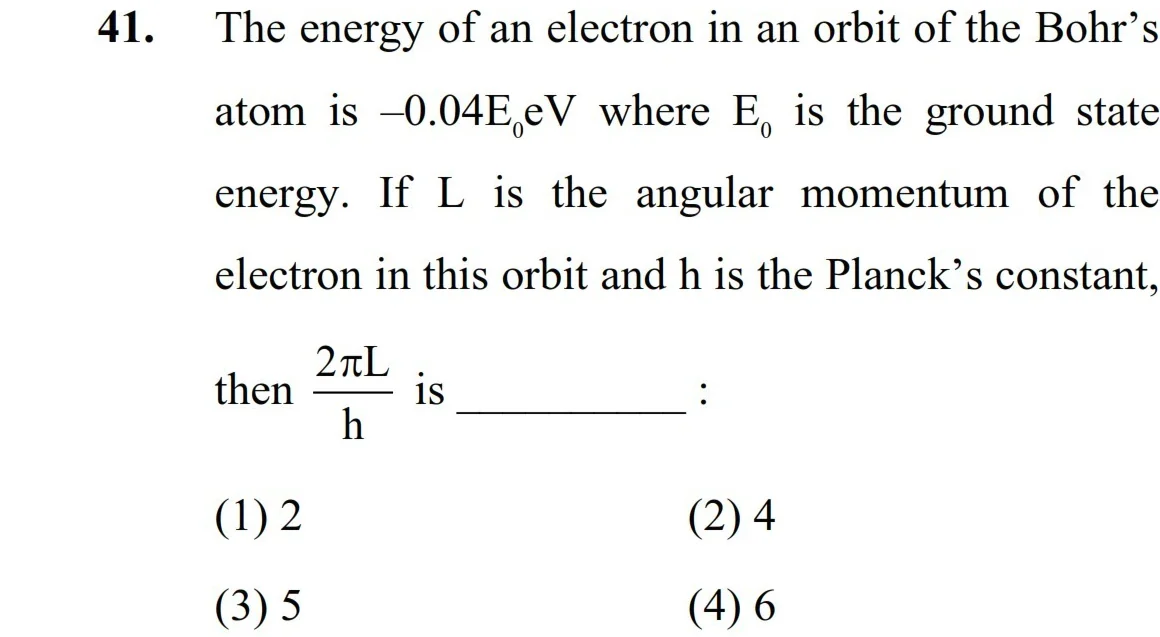 41. The energy of an electron in an orbit of the Bohr’s
atom is –0.04E₀eV where E₀ is the ground state
energy. If L is the angular momentum of the
electron in this orbit and h is the Planck’s constant,
then 2πL/h is __________ :
(1) 2 (2) 4
(3) 5 (4) 6